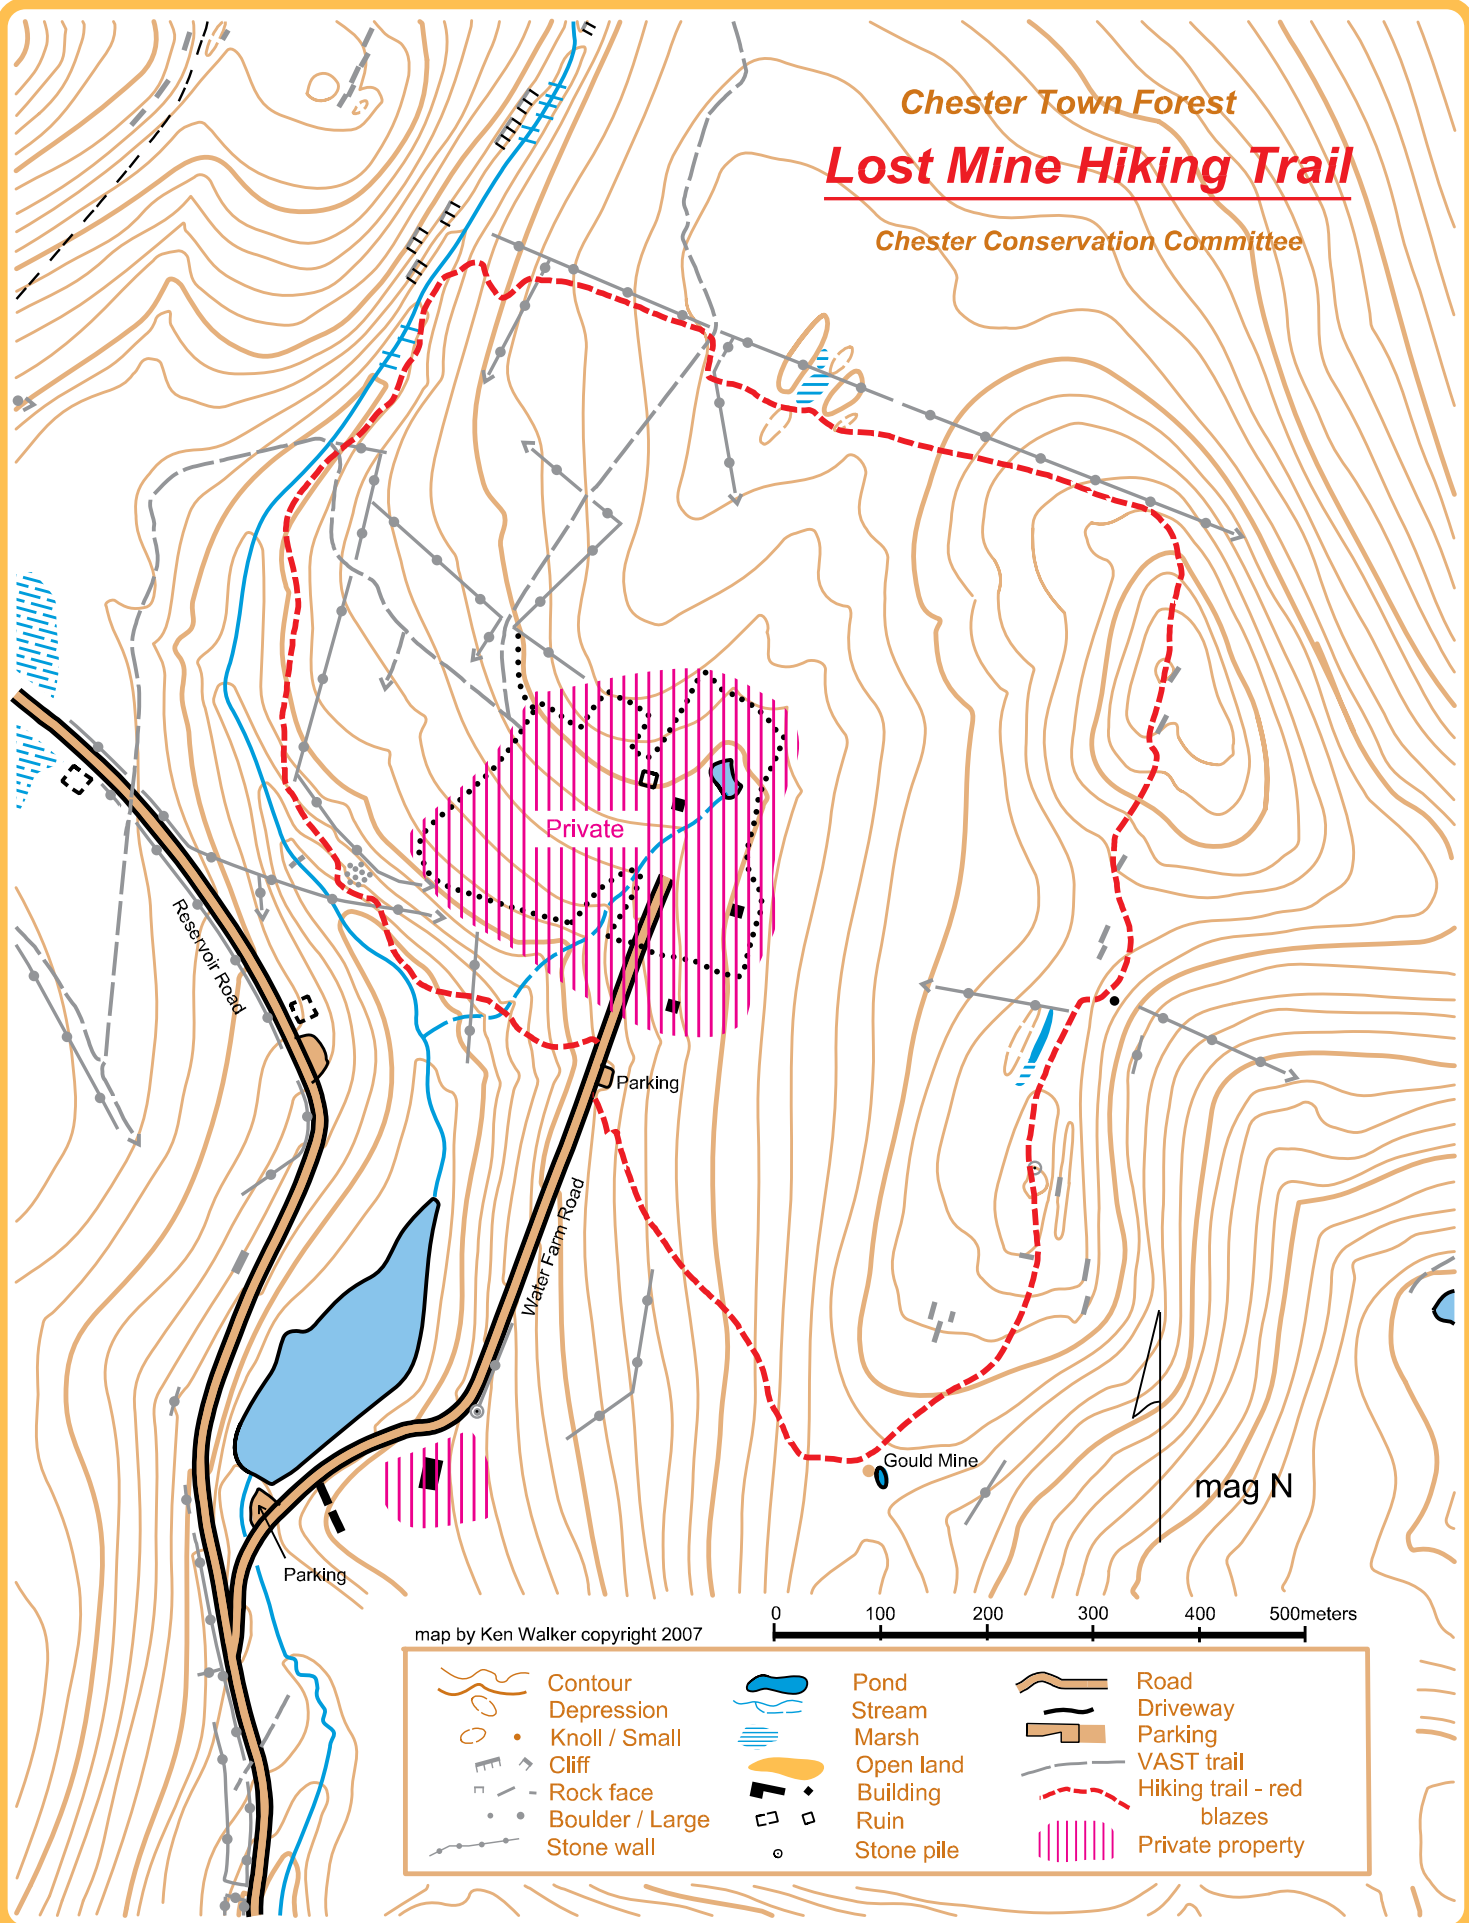 Chester Town Forest
Lost Mine Hiking Trail
Chester Conservation Committee
Private
Reservoir Road
Parking
Water Farm Road
Gould Mine
mag N
Parking
0 100 200 300 400 500meters
map by Ken Walker copyright 2007
Contour
Depression
Knoll / Small
Cliff
Rock face
Boulder / Large
Stone wall
Pond
Stream
Marsh
Open land
Building
Ruin
Stone pile
Road
Driveway
Parking
VAST trail
Hiking trail - red
blazes
Private property